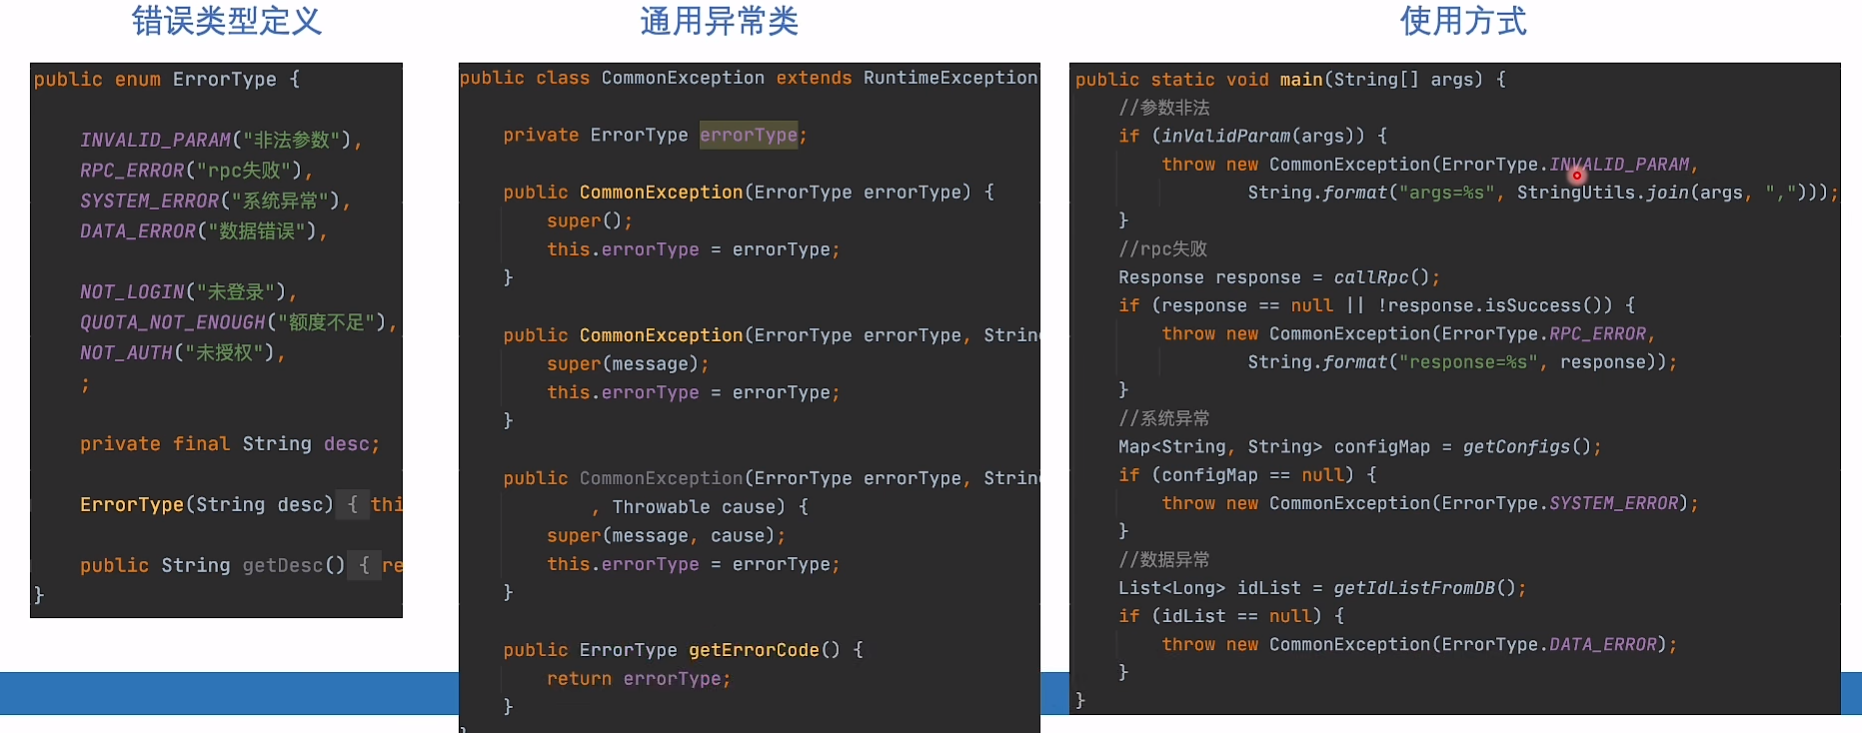 错误类型定义
public enum ErrorType {
INVALID_PARAM("非法参数"),
RPC_ERROR("rpc失败"),
SYSTEM_ERROR("系统异常"),
DATA_ERROR("数据错误"),
NOT_LOGIN("未登录"),
QUOTA_NOT_ENOUGH("额度不足"),
NOT_AUTH("未授权"),
;
private final String desc;
ErrorType(String desc) { thi
public String getDesc() { re
}
通用异常类
public class CommonException extends RuntimeException
private ErrorType errorType;
public CommonException(ErrorType errorType) {
super();
this.errorType = errorType;
}
public CommonException(ErrorType errorType, Strin
super(message);
this.errorType = errorType;
}
public CommonException(ErrorType errorType, Strin
, Throwable cause) {
super(message, cause);
this.errorType = errorType;
}
public ErrorType getErrorCode() {
return errorType;
}
}
使用方式
public static void main(String[] args) {
//参数非法
if (inValidParam(args)) {
throw new CommonException(ErrorType.INVALID_PARAM,
String.format("args=%s", StringUtils.join(args, ",")));
}
//rpc失败
Response response = callRpc();
if (response == null || !response.isSuccess()) {
throw new CommonException(ErrorType.RPC_ERROR,
String.format("response=%s", response));
}
//系统异常
Map<String, String> configMap = getConfigs();
if (configMap == null) {
throw new CommonException(ErrorType.SYSTEM_ERROR);
}
//数据异常
List<Long> idList = getIdListFromDB();
if (idList == null) {
throw new CommonException(ErrorType.DATA_ERROR);
}
}